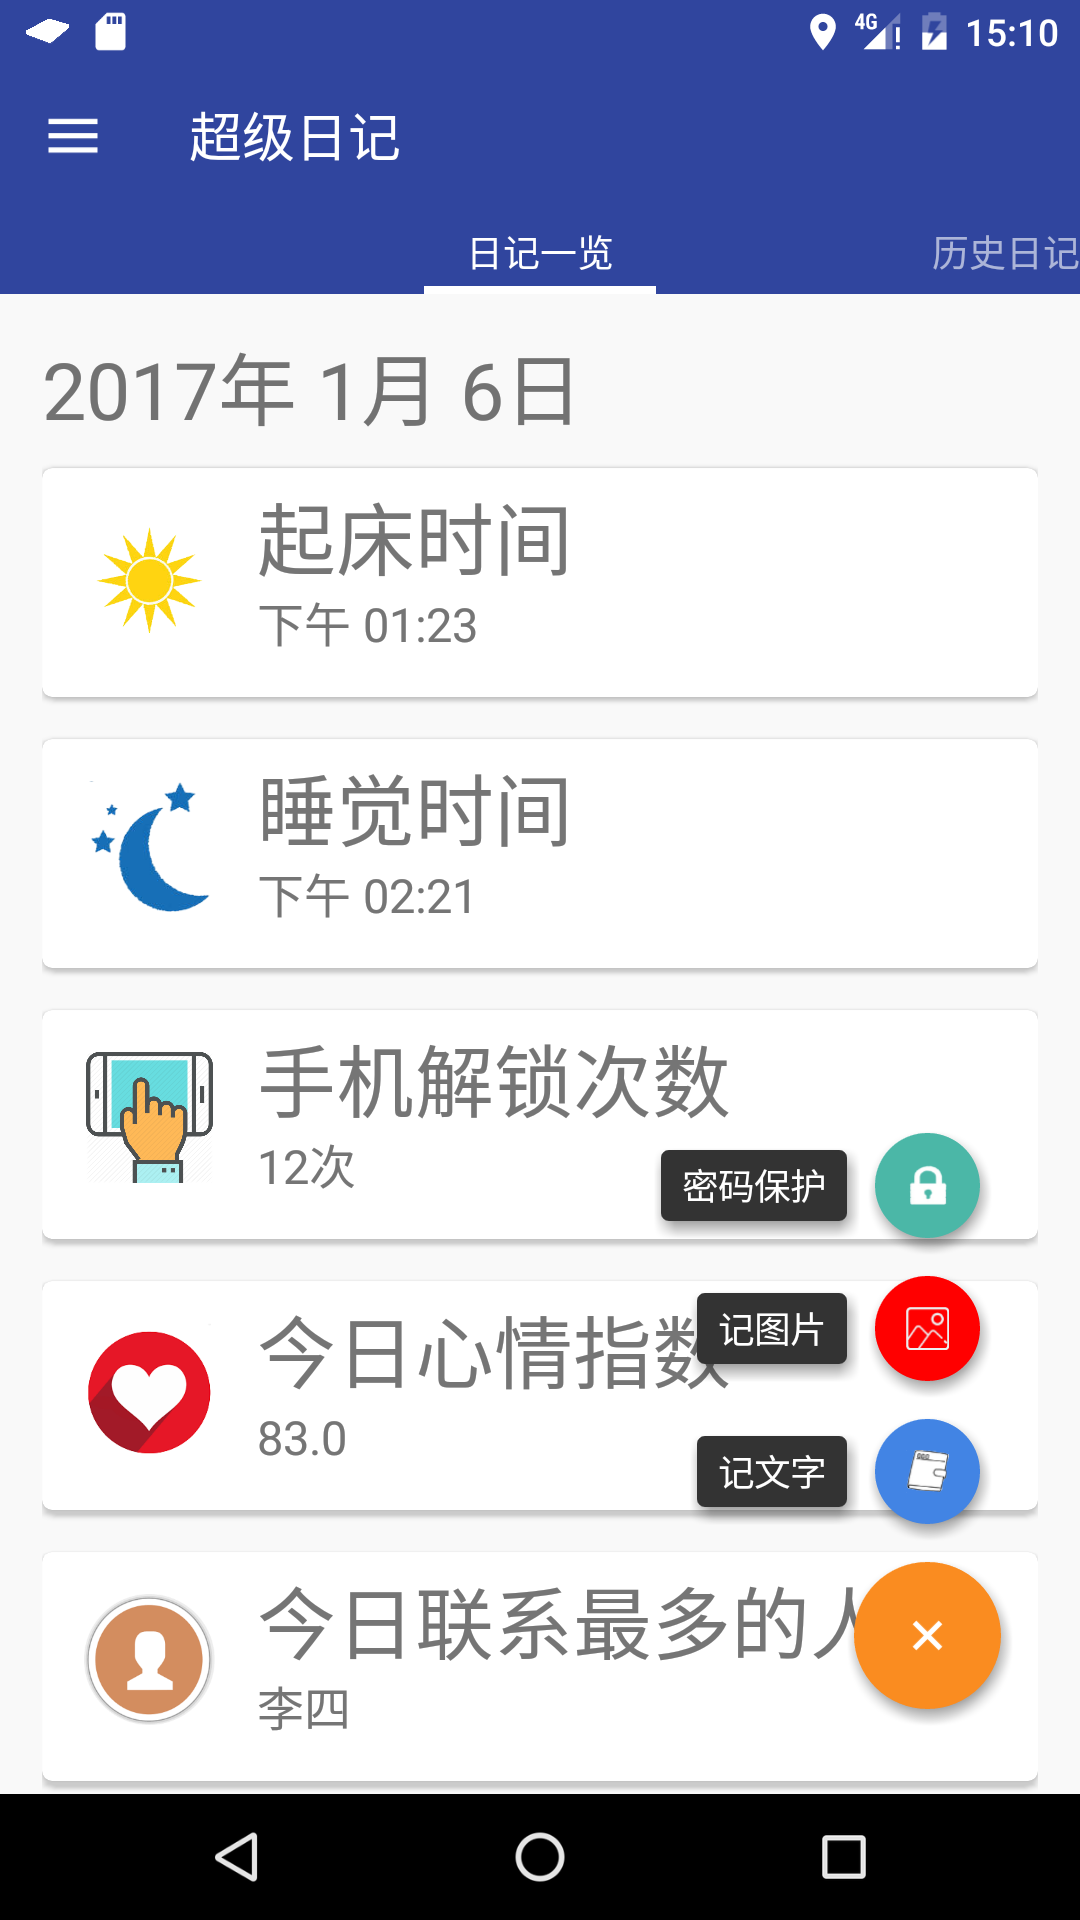 4G 15:10
超级日记
日记一览 历史日记
2017年 1月 6日
起床时间
下午 01:23
睡觉时间
下午 02:21
手机解锁次数
12次
密码保护
今日心情指数
记图片
83.0
记文字
今日联系最多的人
李四